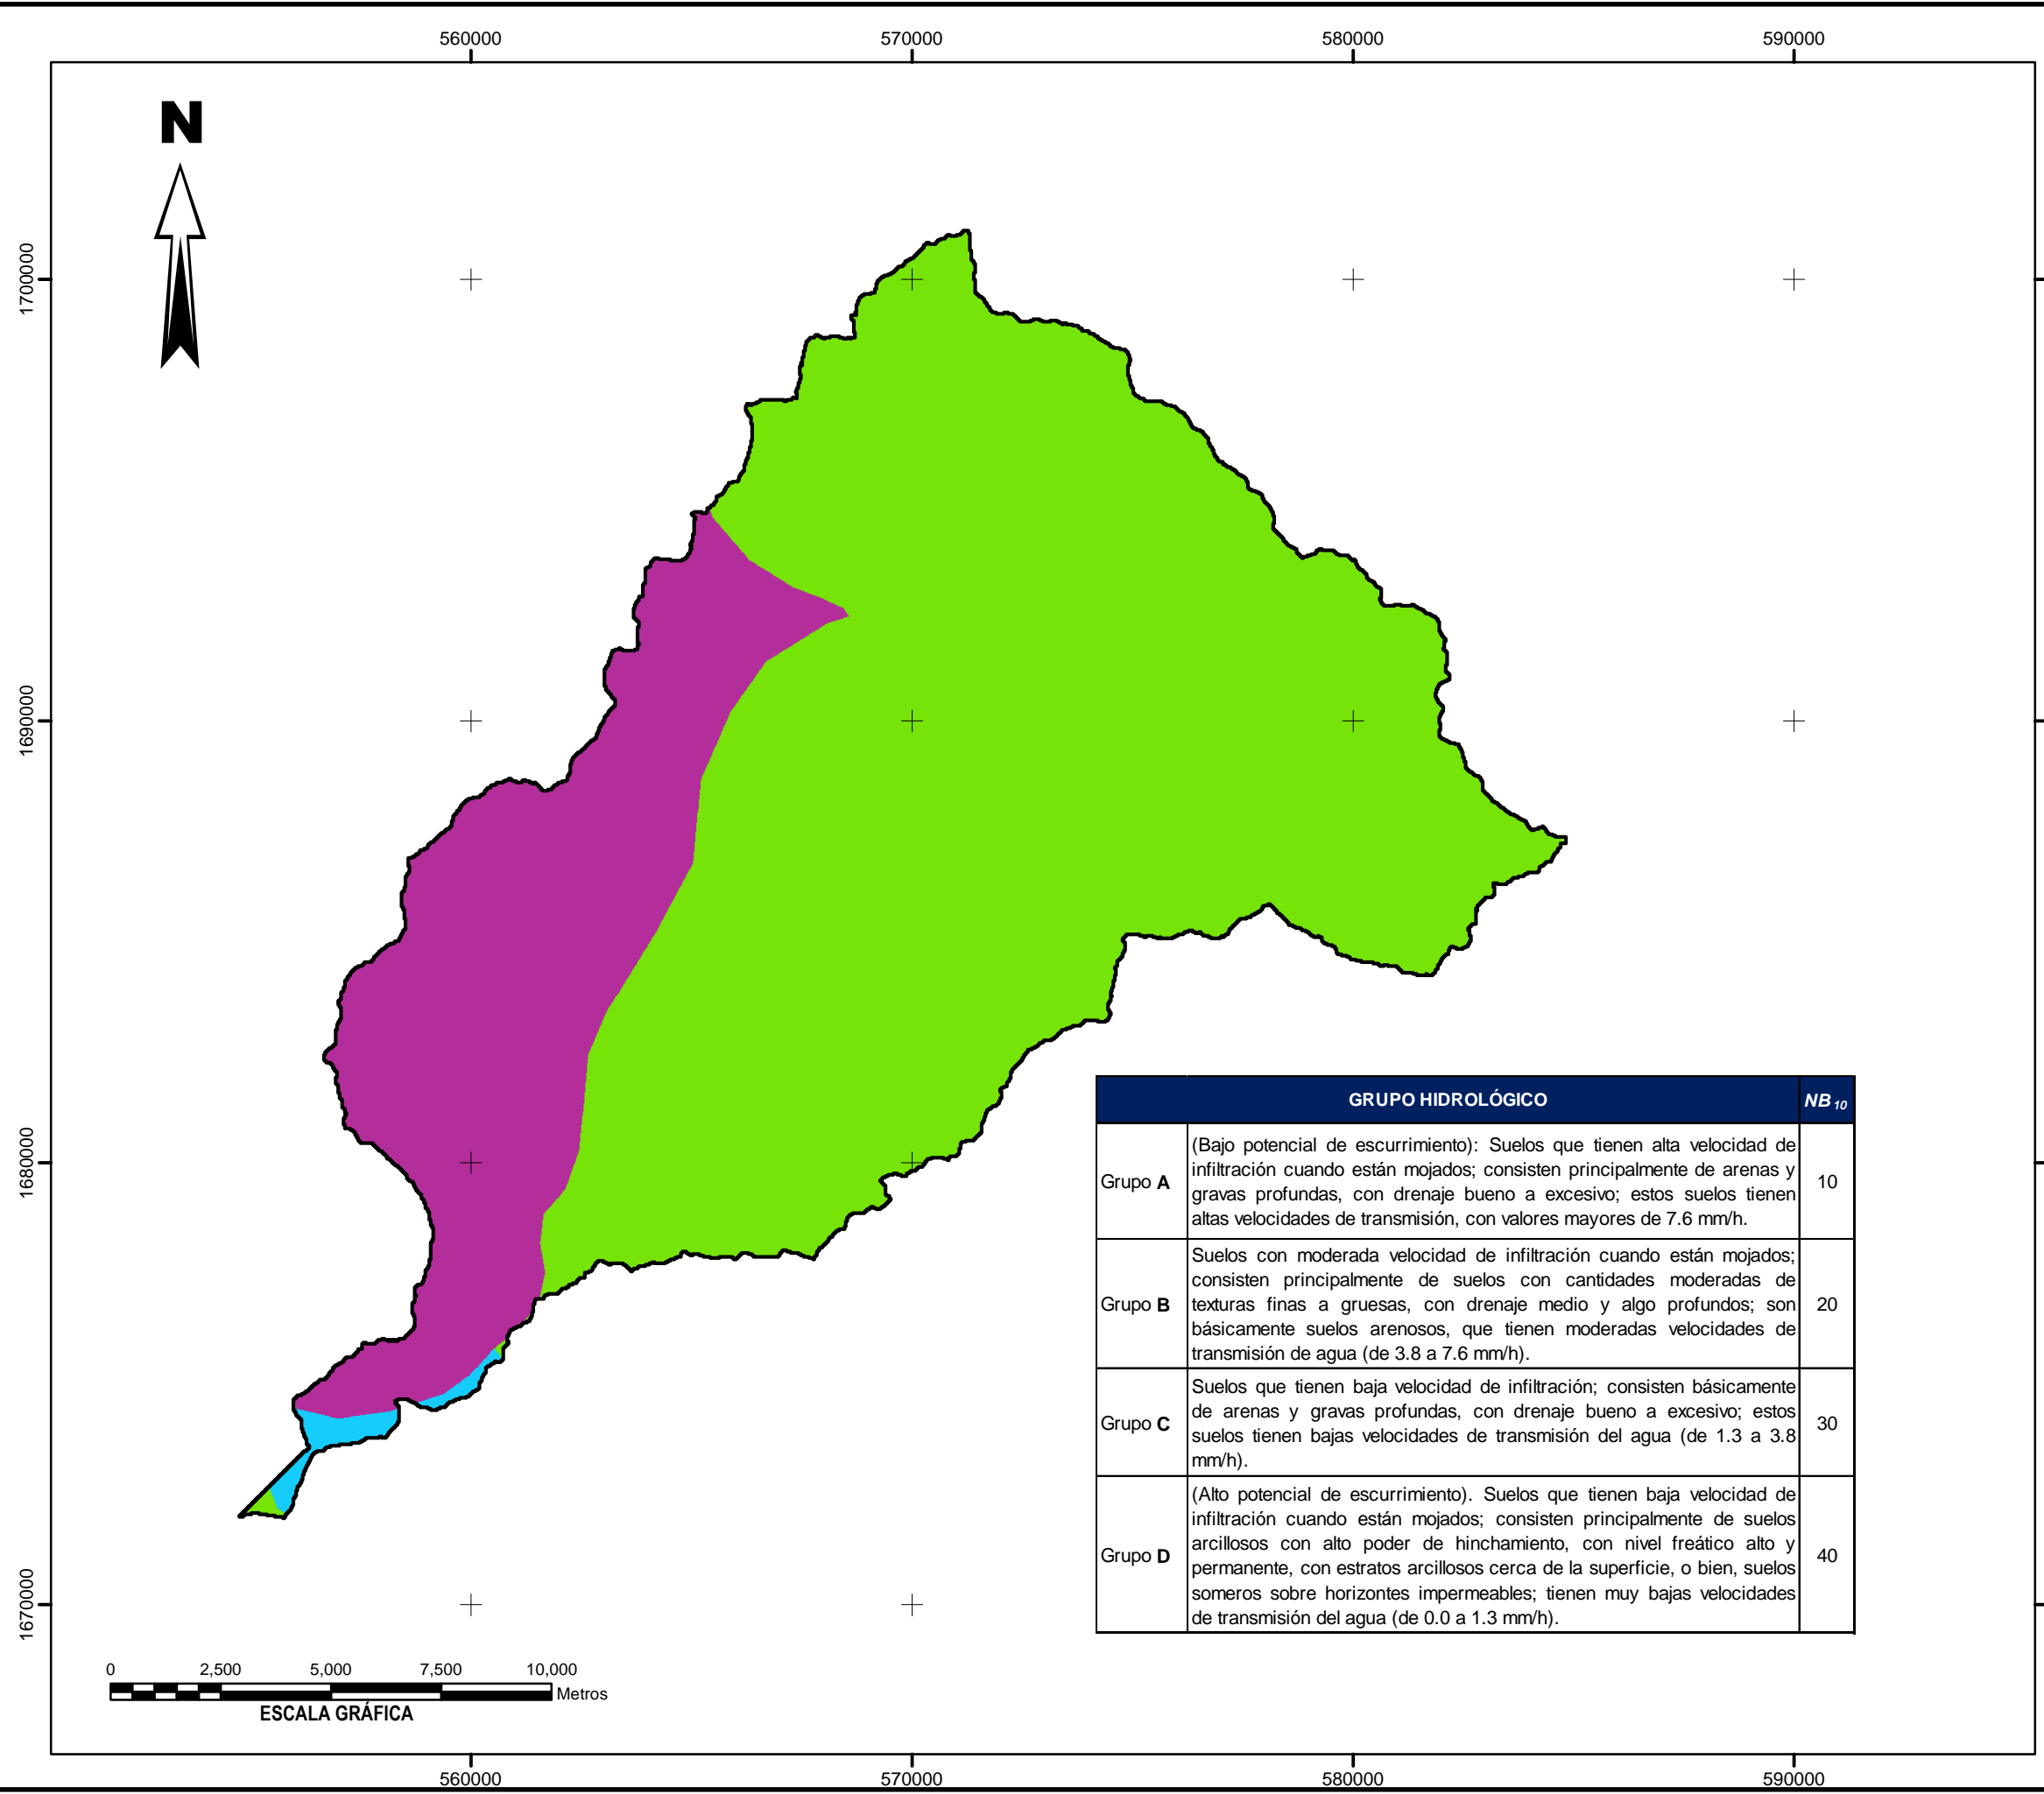 560000 570000 580000 590000
N
1700000
1690000
1680000
1670000
GRUPO HIDROLÓGICO NB 10
Grupo A
(Bajo potencial de escurrimiento): Suelos que tienen alta velocidad de
infiltración cuando están mojados; consisten principalmente de arenas y
gravas profundas, con drenaje bueno a excesivo; estos suelos tienen
altas velocidades de transmisión, con valores mayores de 7.6 mm/h.
10
Grupo B
Suelos con moderada velocidad de infiltración cuando están mojados;
consisten principalmente de suelos con cantidades moderadas de
texturas finas a gruesas, con drenaje medio y algo profundos; son
básicamente suelos arenosos, que tienen moderadas velocidades de
transmisión de agua (de 3.8 a 7.6 mm/h).
20
Grupo C
Suelos que tienen baja velocidad de infiltración; consisten básicamente
de arenas y gravas profundas, con drenaje bueno a excesivo; estos
suelos tienen bajas velocidades de transmisión del agua (de 1.3 a 3.8
mm/h).
30
Grupo D
(Alto potencial de escurrimiento). Suelos que tienen baja velocidad de
infiltración cuando están mojados; consisten principalmente de suelos
arcillosos con alto poder de hinchamiento, con nivel freático alto y
permanente, con estratos arcillosos cerca de la superficie, o bien, suelos
someros sobre horizontes impermeables; tienen muy bajas velocidades
de transmisión del agua (de 0.0 a 1.3 mm/h).
40
0 2,500 5,000 7,500 10,000
Metros
ESCALA GRÁFICA
560000 570000 580000 590000